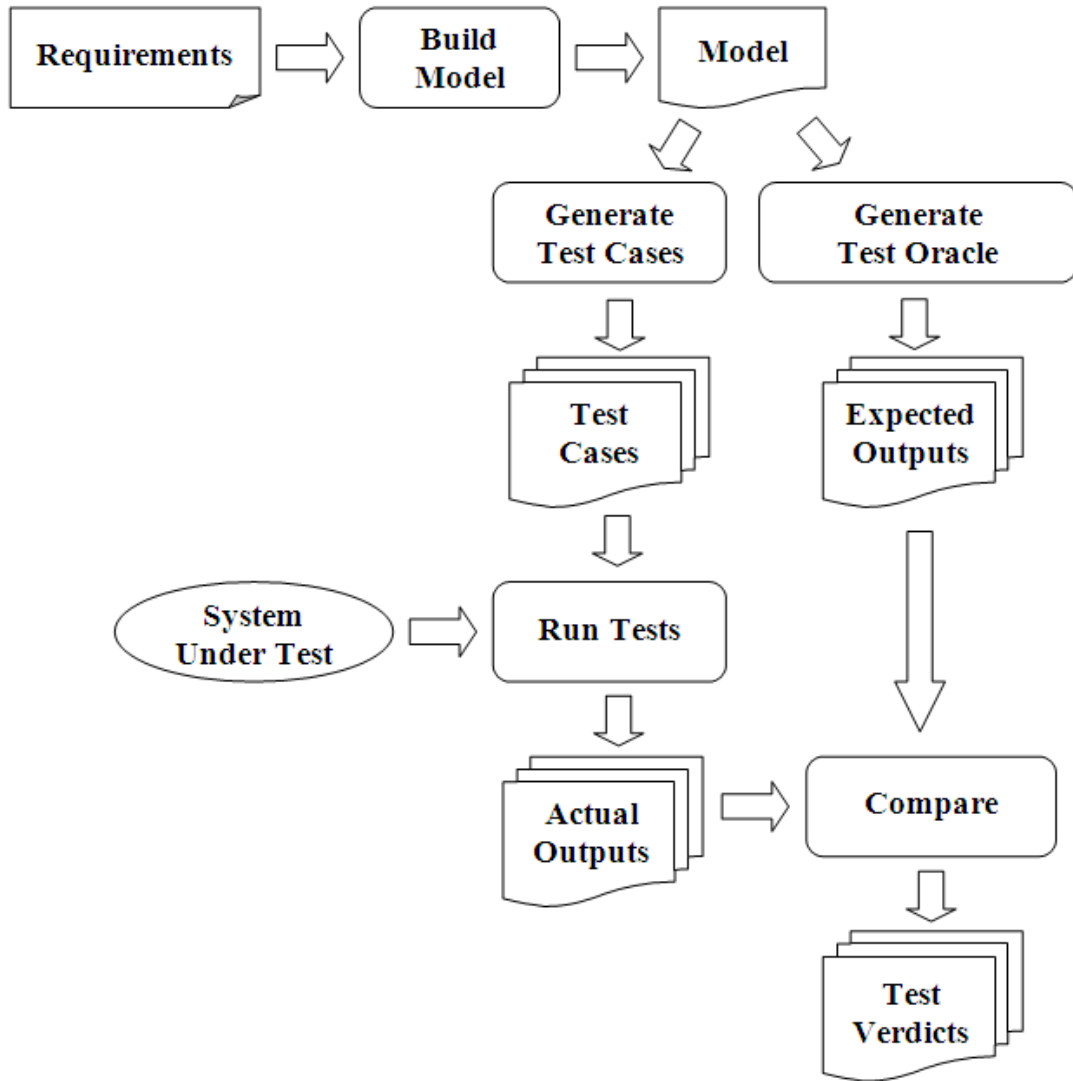 Requirements
Build
Model
Model
Generate
Test Cases
Generate
Test Oracle
Test
Cases
Expected
Outputs
System
Under Test
Run Tests
Actual
Outputs
Compare
Test
Verdicts